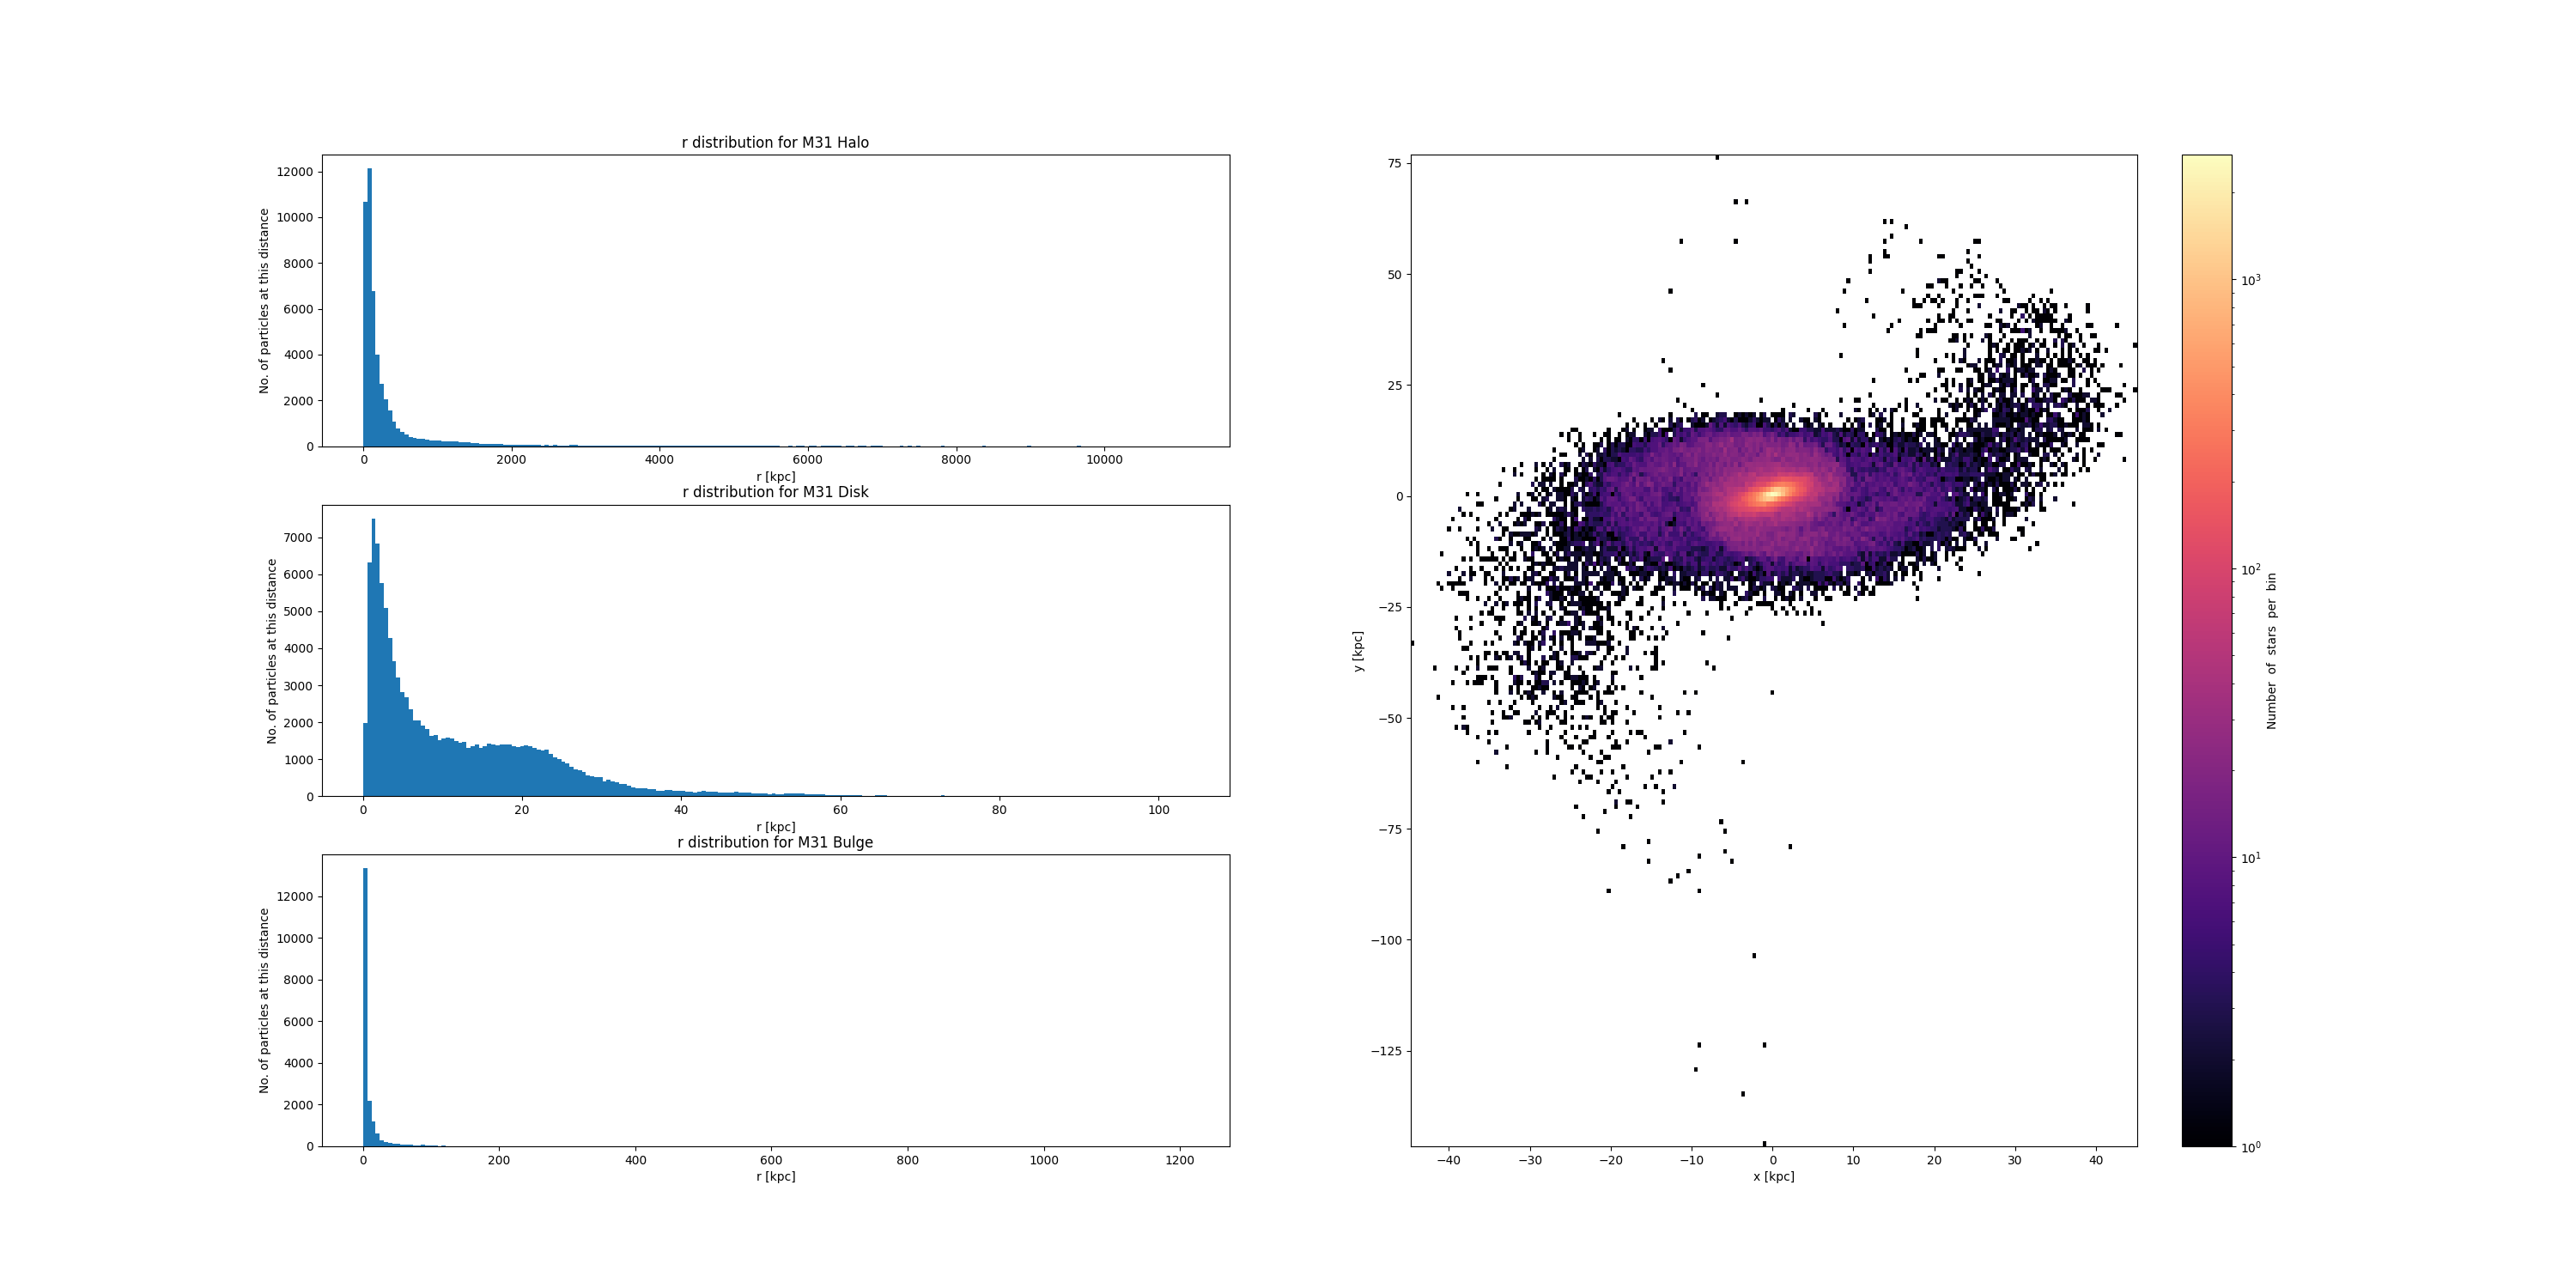 r distribution for M31 Halo
No. of particles at this distance
12000
10000
8000
6000
4000
2000
0
0 2000 4000 6000 8000 10000
r [kpc]
r distribution for M31 Disk
No. of particles at this distance
7000
6000
5000
4000
3000
2000
1000
0
0 20 40 60 80 100
r [kpc]
r distribution for M31 Bulge
No. of particles at this distance
12000
10000
8000
6000
4000
2000
0
0 200 400 600 800 1000 1200
r [kpc]
y [kpc]
75
50
25
0
−25
−50
−75
−100
−125
−40 −30 −20 −10 0 10 20 30 40
x [kpc]
10³
10²
10¹
10⁰
Number of stars per bin